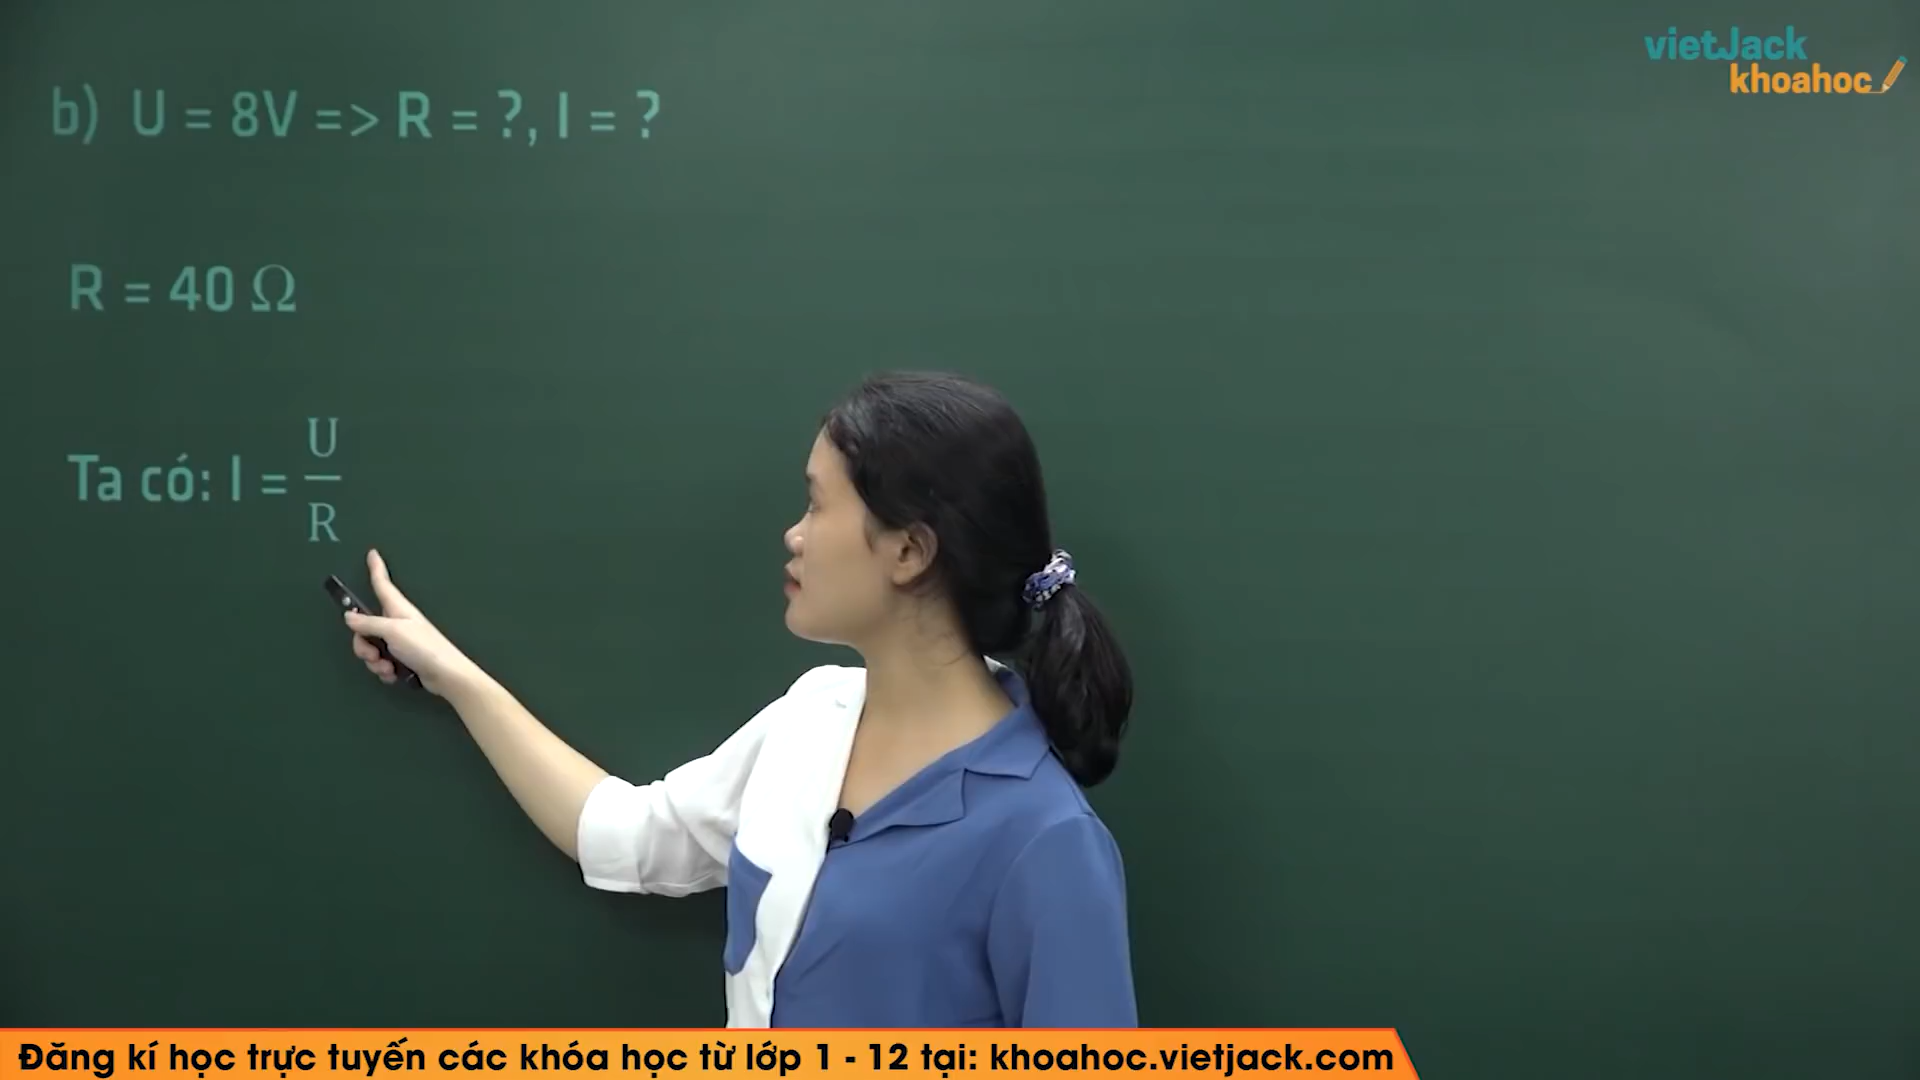 vietJack
khoahoc
b) U = 8V => R = ?, I = ?
R = 40 Ω
Ta có: I = U/R
Đăng kí học trực tuyến các khóa học từ lớp 1 - 12 tại: khoahoc.vietjack.com